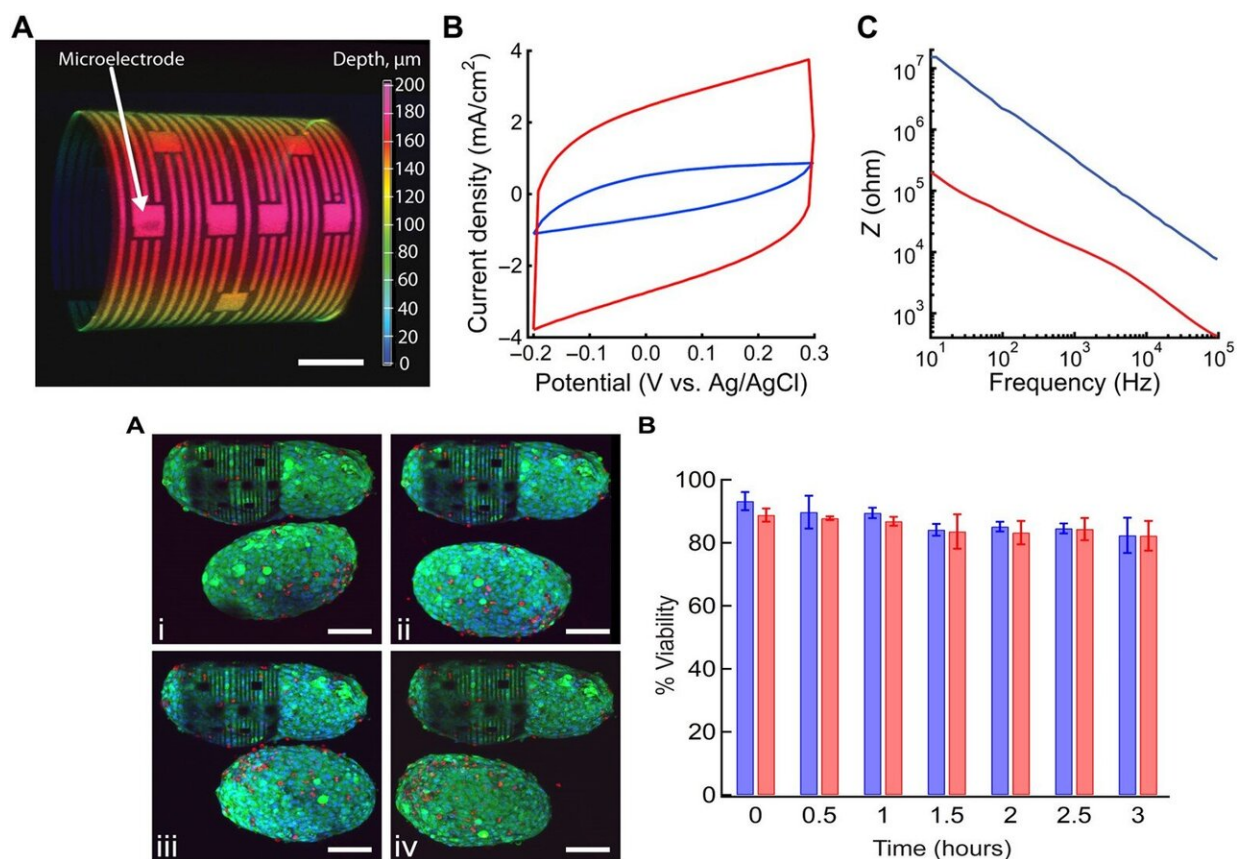 A
Microelectrode
Depth, μm
200
180
160
140
120
100
80
60
40
20
0
B
Current density (mA/cm²)
4
2
0
−2
−4
−0.2
−0.1
0.0
0.1
0.2
0.3
Potential (V vs. Ag/AgCl)
C
Z (ohm)
10⁷
10⁶
10⁵
10⁴
10³
10¹
10²
10³
10⁴
10⁵
Frequency (Hz)
A
i
ii
iii
iv
B
% Viability
100
80
60
40
20
0
0
0.5
1
1.5
2
2.5
3
Time (hours)